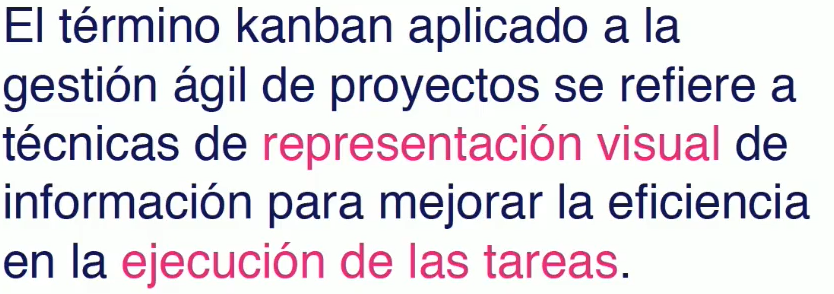 El término kanban aplicado a la
gestión ágil de proyectos se refiere a
técnicas de representación visual de
información para mejorar la eficiencia
en la ejecución de las tareas.